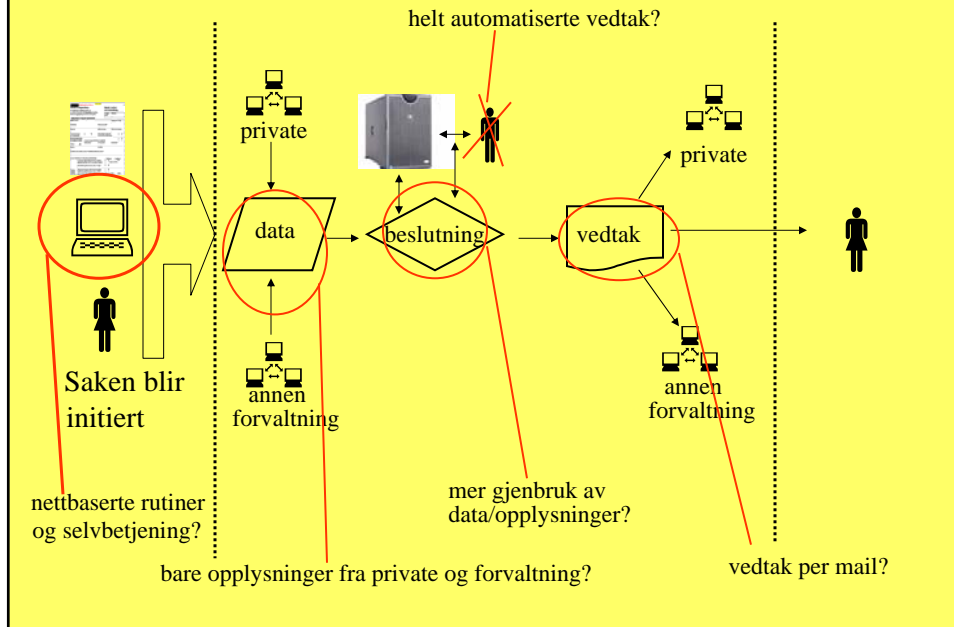 helt automatiserte vedtak?
private
private
data
beslutning
vedtak
Saken blir
initiert
annen
forvaltning
annen
forvaltning
nettbaserte rutiner
og selvbetjening?
mer gjenbruk av
data/opplysninger?
bare opplysninger fra private og forvaltning?
vedtak per mail?